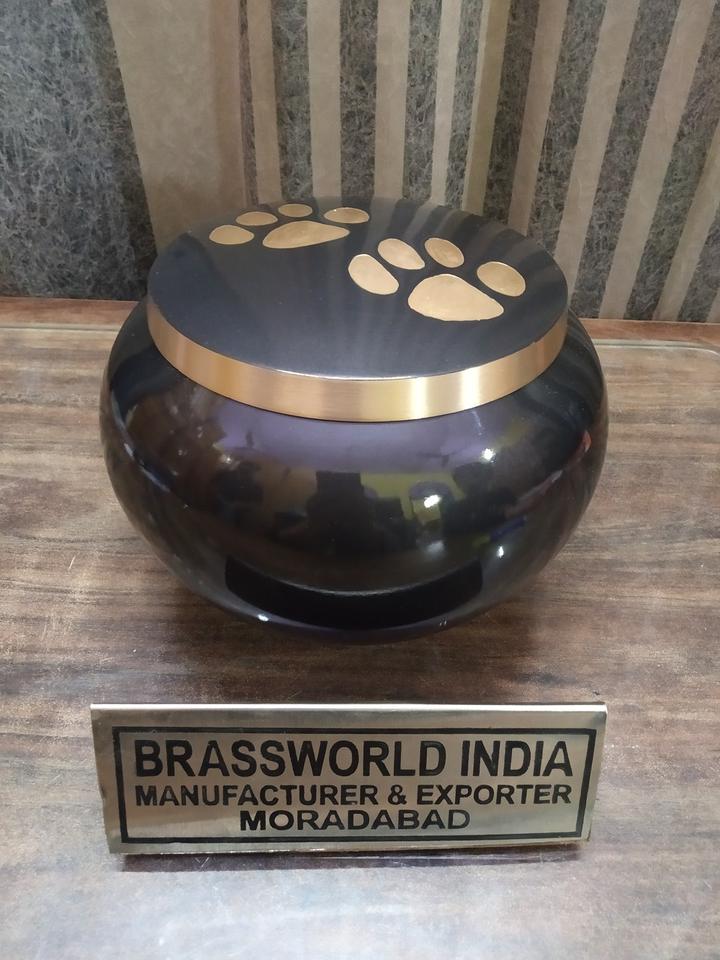 BRASSWORLD INDIA
MANUFACTURER & EXPORTER
MORADABAD